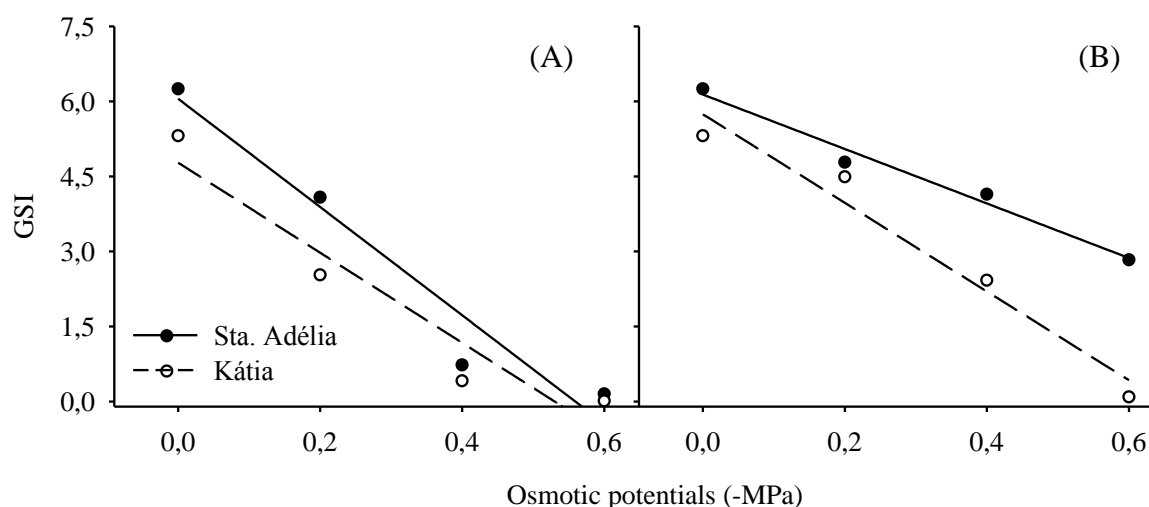 7,5
(A)
(B)
6,0
4,5
GSI
3,0
1,5
Sta. Adélia
Kátia
0,0
0,0 0,2 0,4 0,6 0,0 0,2 0,4 0,6
Osmotic potentials (-MPa)